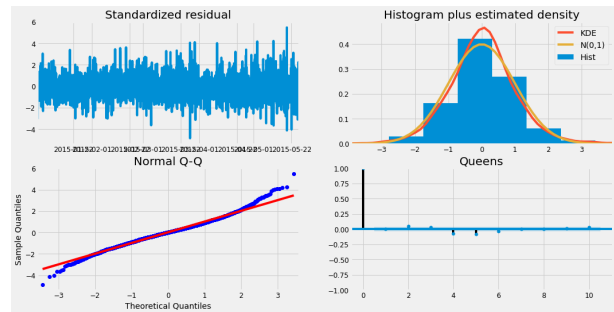 Standardized residual
6
4
2
0
−2
−4
Histogram plus estimated density
KDE
N(0,1)
Hist
0.4
0.3
0.2
0.1
0.0
−3 −2 −1 0 1 2 3
Normal Q-Q
Sample Quantiles
6
4
2
0
−2
−4
−3 −2 −1 0 1 2 3
Theoretical Quantiles
Queens
1.00
0.75
0.50
0.25
0.00
−0.25
−0.50
−0.75
−1.00
0 2 4 6 8 10